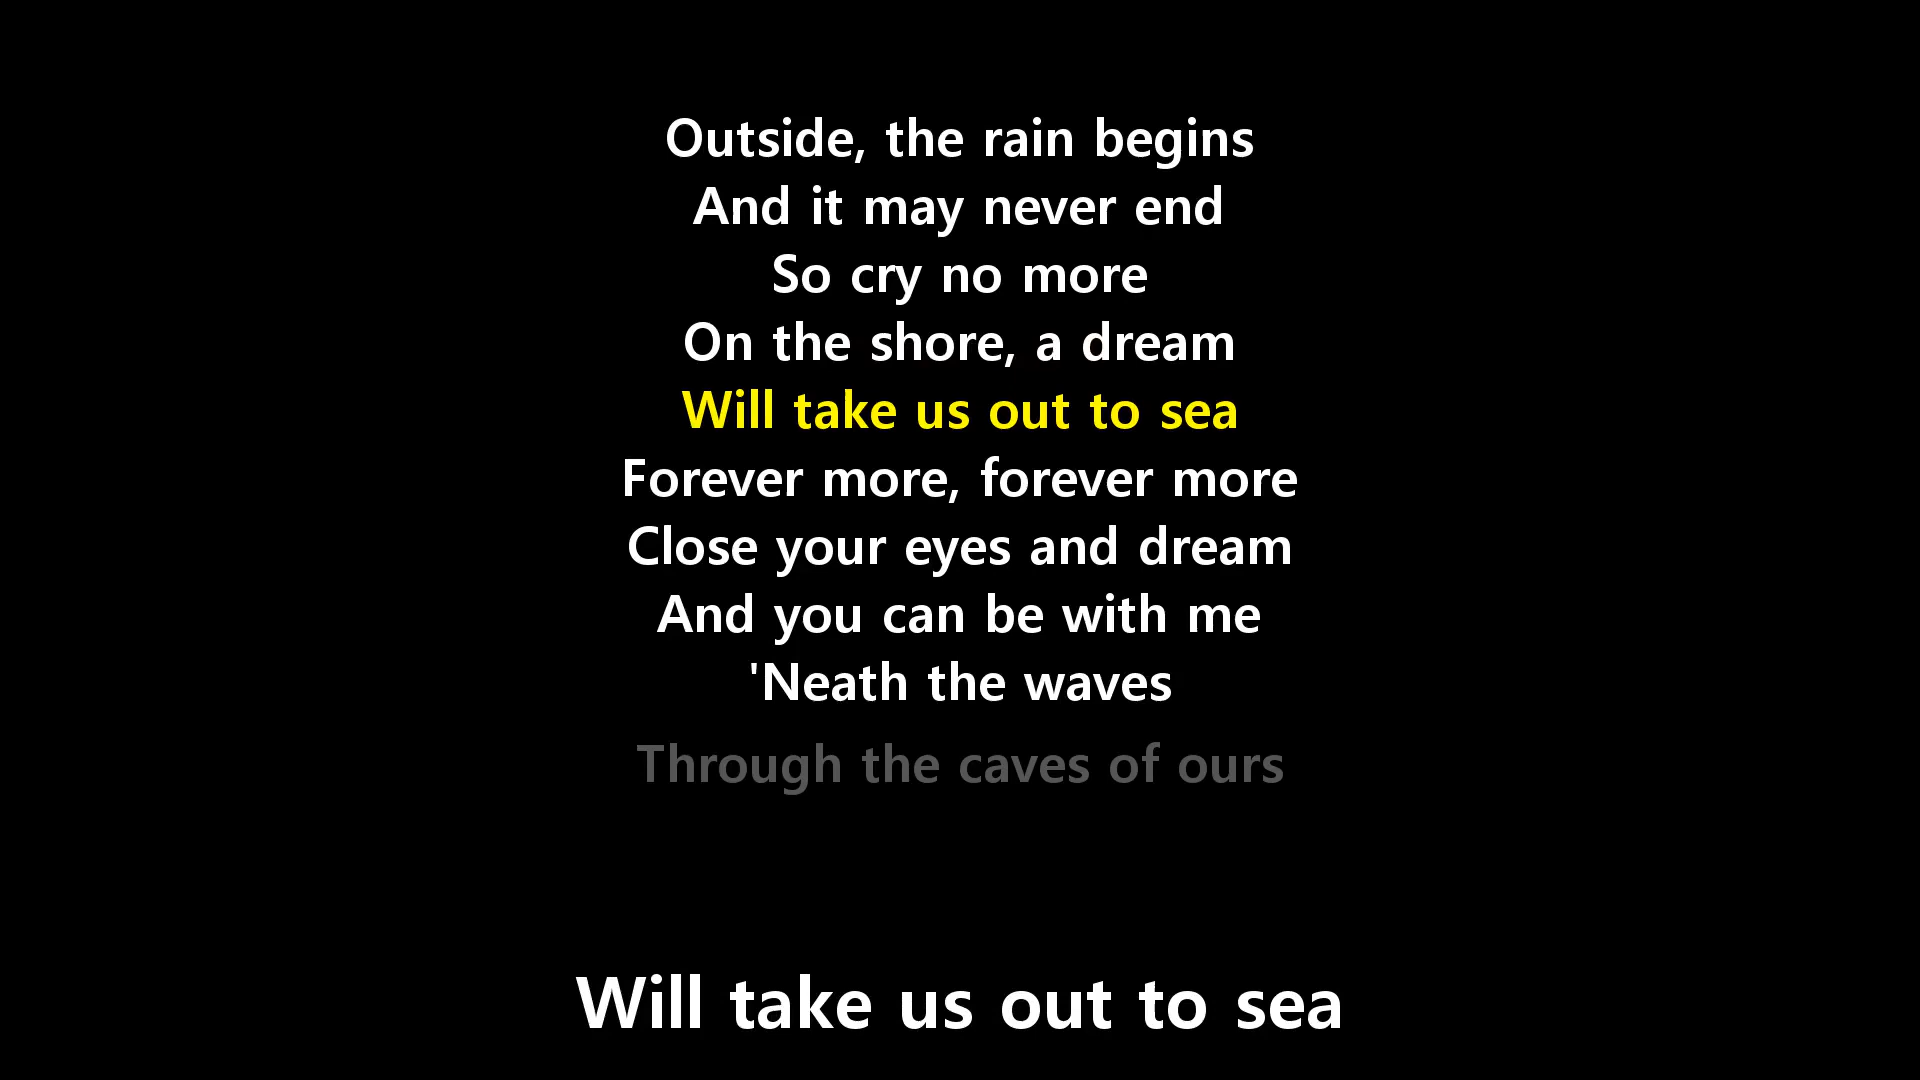 Outside, the rain begins
And it may never end
So cry no more
On the shore, a dream
Will take us out to sea
Forever more, forever more
Close your eyes and dream
And you can be with me
'Neath the waves
Through the caves of ours
Will take us out to sea